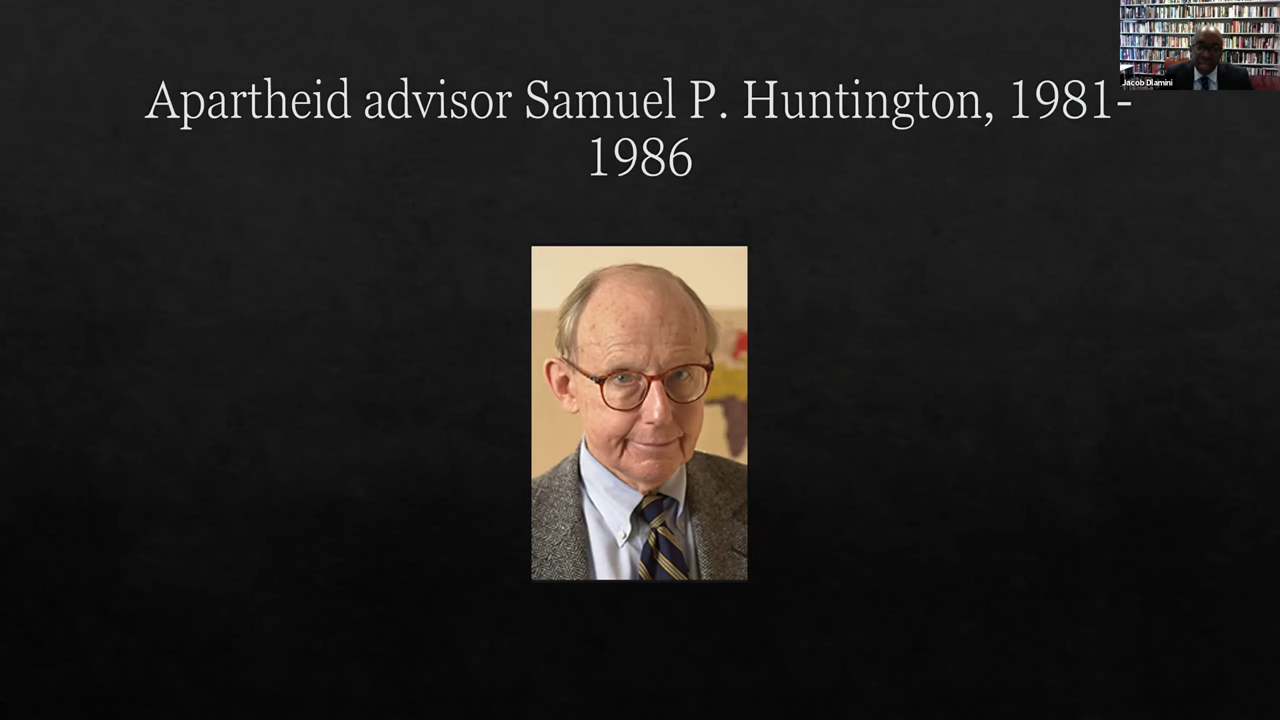 Jacob Dlamini
Apartheid advisor Samuel P. Huntington, 1981-
1986